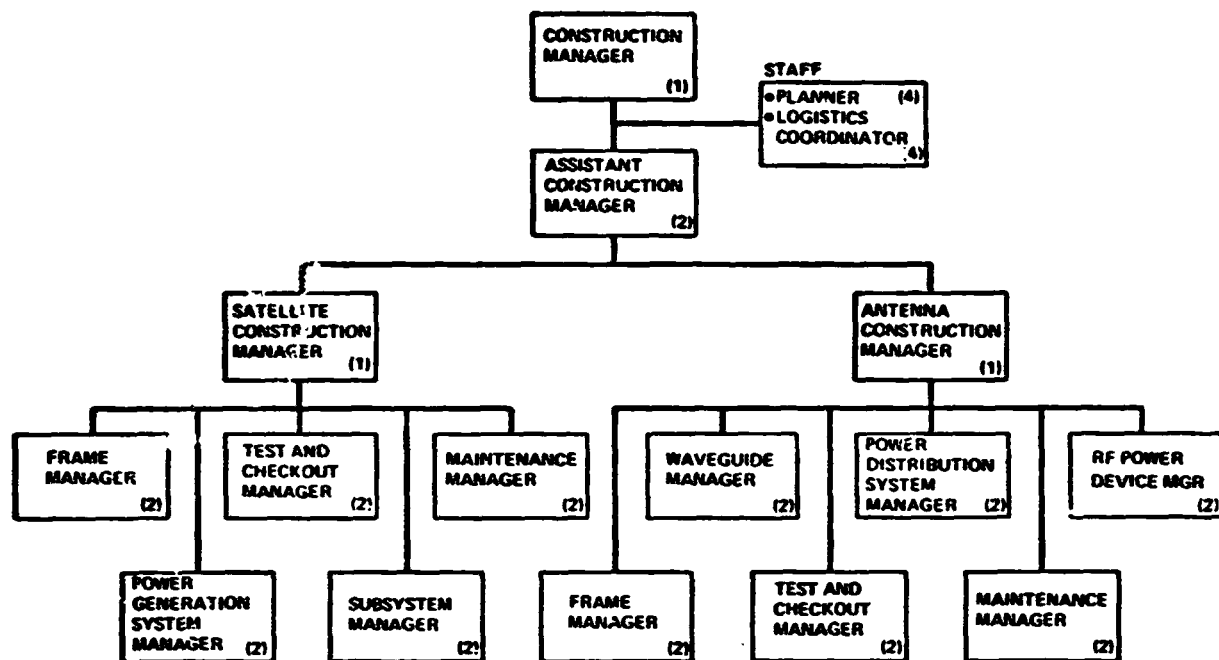 CONSTRUCTION
MANAGER
(1)
STAFF
•PLANNER (4)
•LOGISTICS
COORDINATOR
(4)
ASSISTANT
CONSTRUCTION
MANAGER
(2)
SATELLITE
CONSTRUCTION
MANAGER
(1)
ANTENNA
CONSTRUCTION
MANAGER
(1)
FRAME
MANAGER
(2)
TEST AND
CHECKOUT
MANAGER
(2)
MAINTENANCE
MANAGER
(2)
WAVEGUIDE
MANAGER
(2)
POWER
DISTRIBUTION
SYSTEM
MANAGER (2)
RF POWER
DEVICE MGR
(2)
POWER
GENERATION
SYSTEM
MANAGER (2)
SUBSYSTEM
MANAGER
(2)
FRAME
MANAGER
(2)
TEST AND
CHECKOUT
MANAGER
(2)
MAINTENANCE
MANAGER
(2)